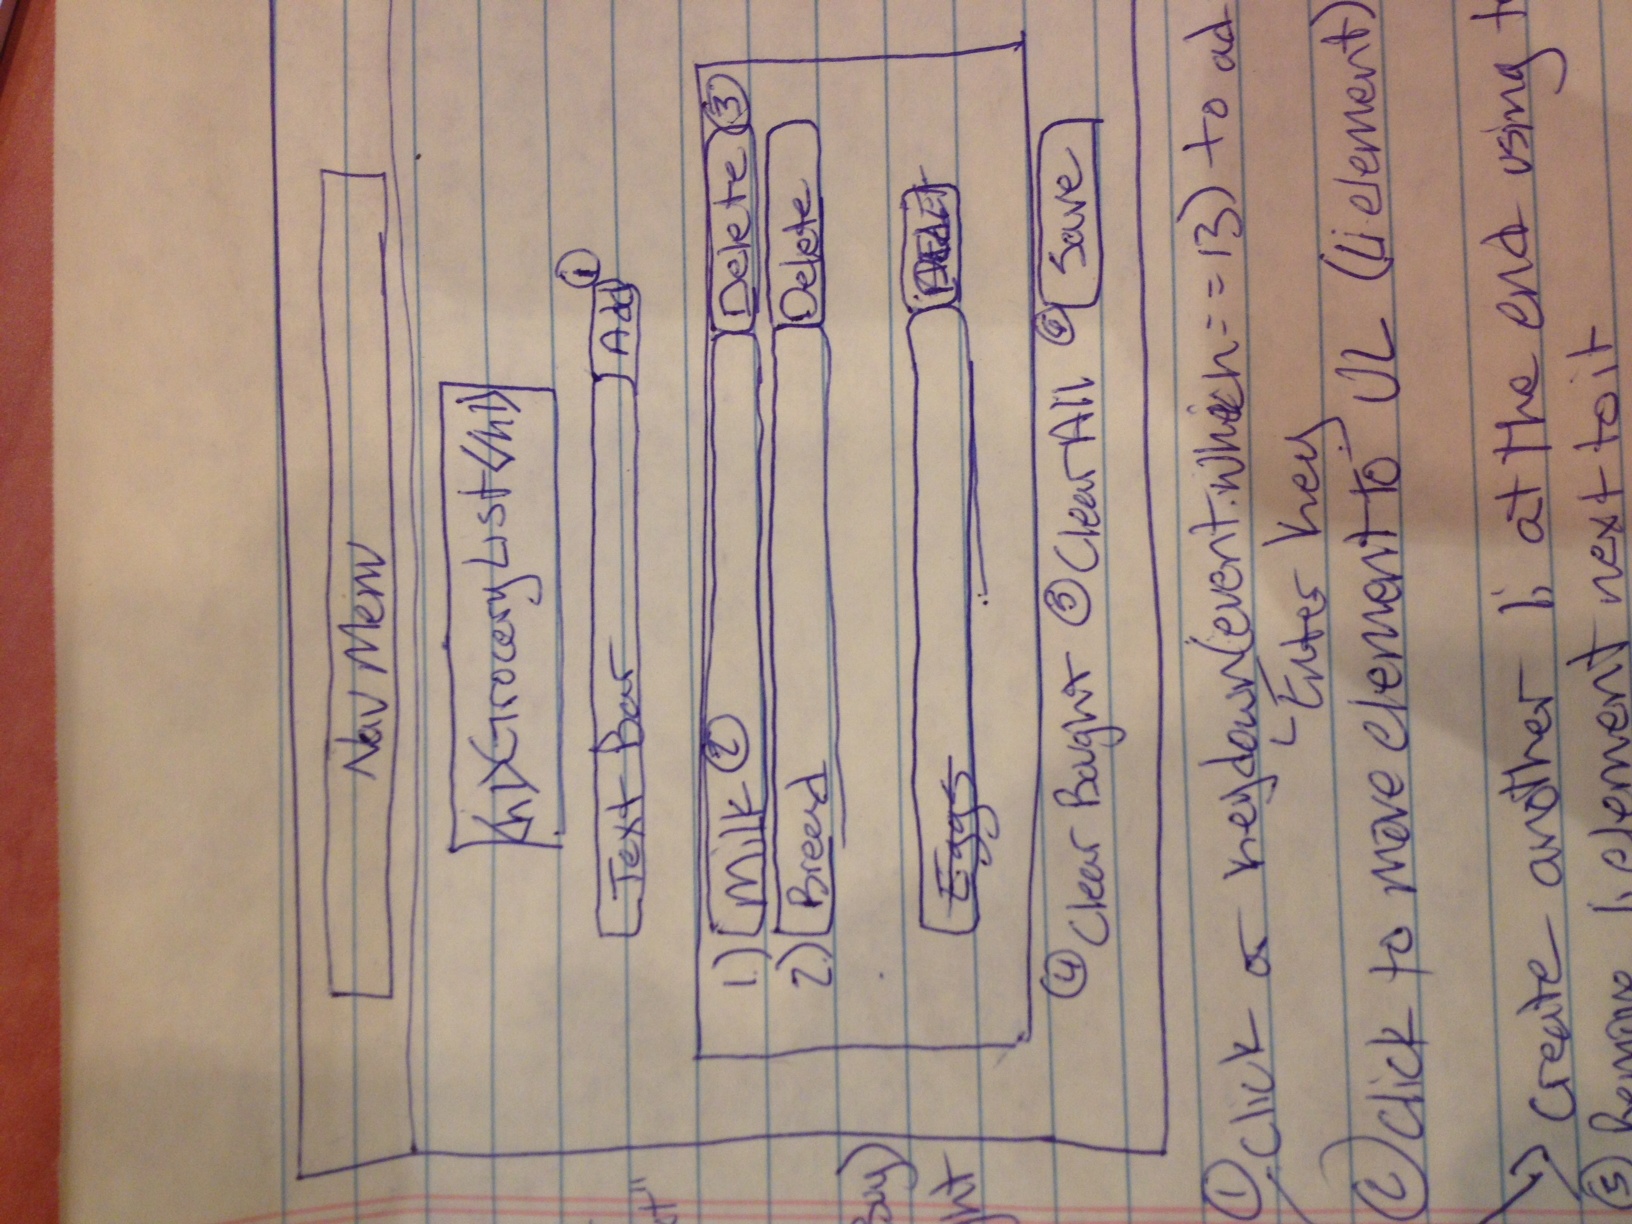 Nav Menu
<h1>Grocery List</h1>
Text Bar Add ①
1.) Milk ② Delete ③
2.) Bread Delete
Eggs
④ Clear Bought ⑤ Clear All ⑥ Save
ct"
Buy)
ght
① Click or keydown(event.which == 13) to ad
Enter Key
② Click to move element to UL (li element)
Create another li at the end using t
③ Remove li element next to it